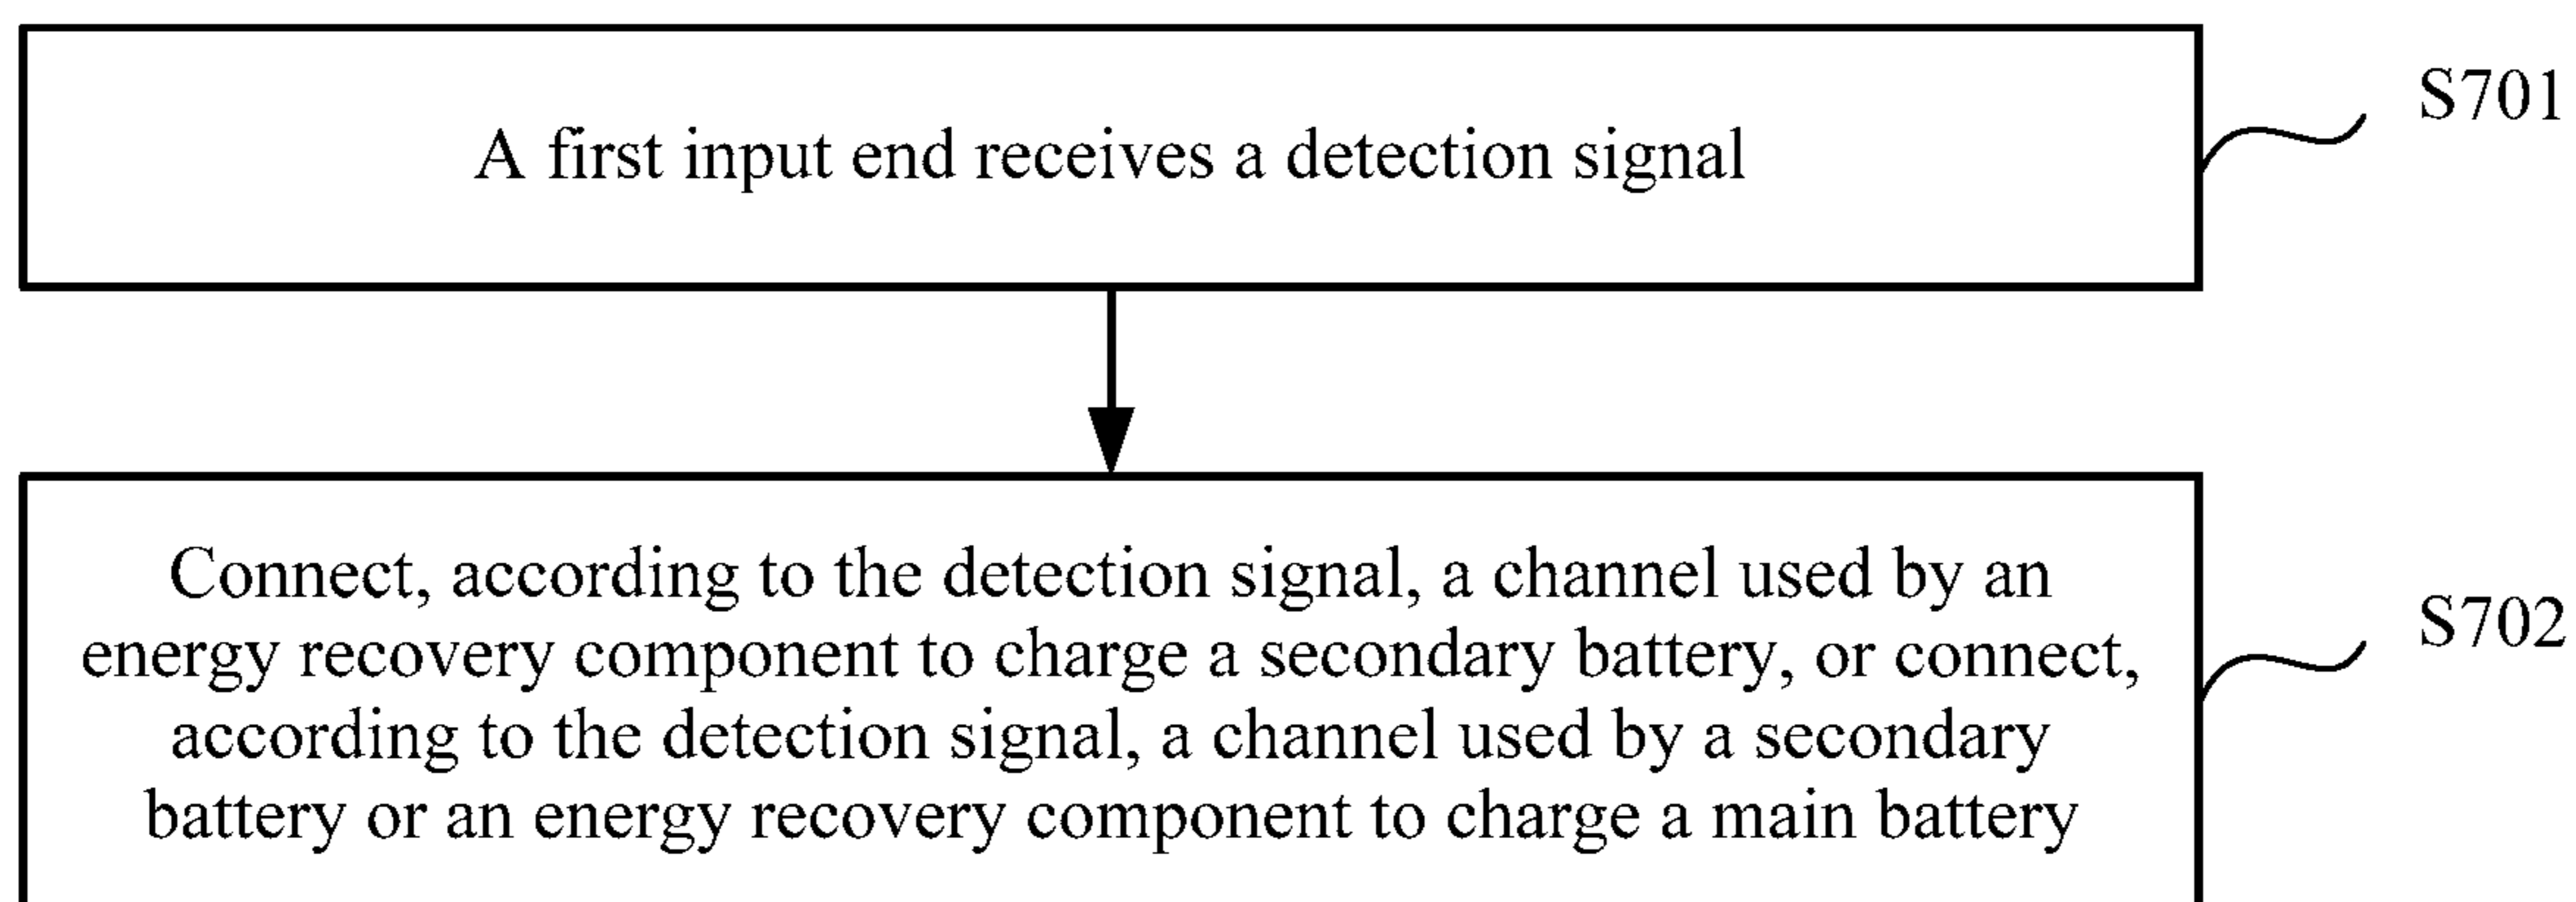 A first input end receives a detection signal
S701
Connect, according to the detection signal, a channel used by an
energy recovery component to charge a secondary battery, or connect,
according to the detection signal, a channel used by a secondary
battery or an energy recovery component to charge a main battery
S702